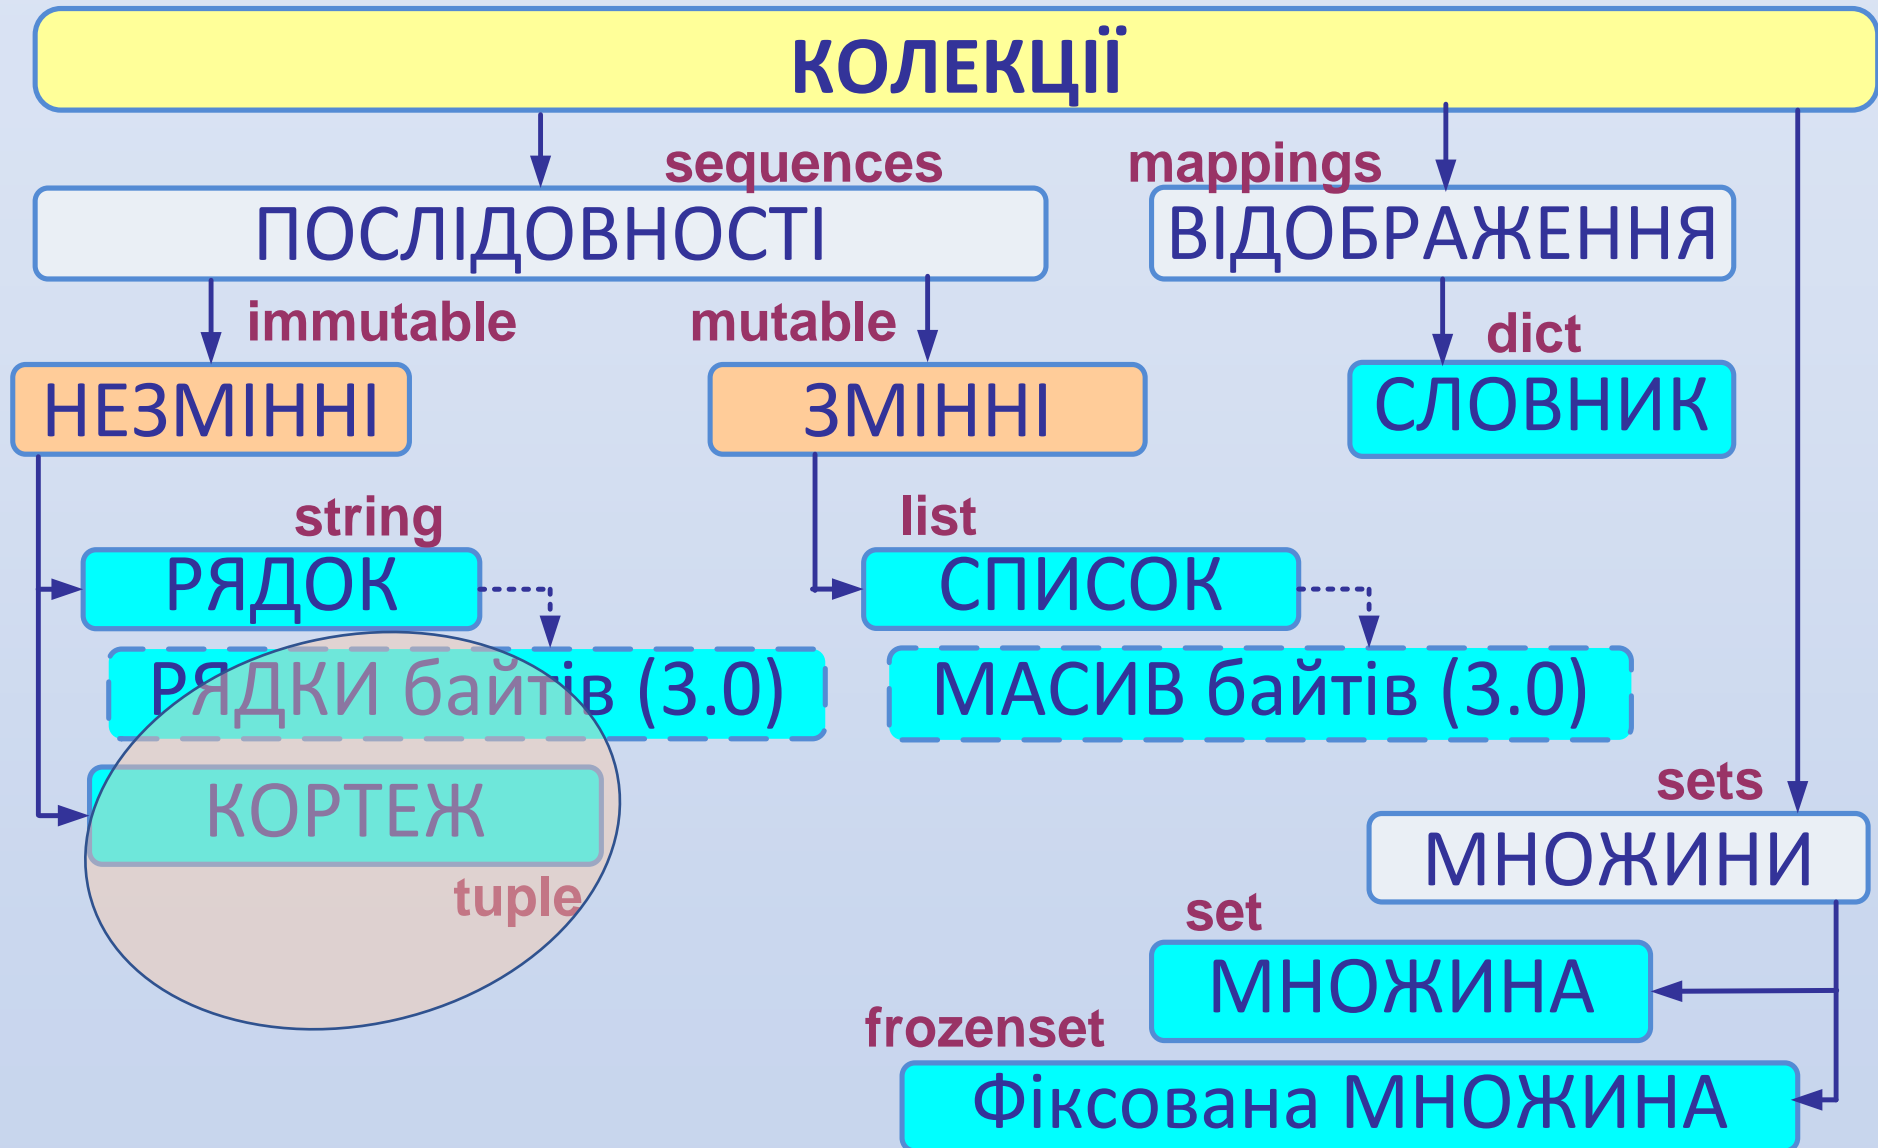 КОЛЕКЦІЇ
sequences
mappings
ПОСЛІДОВНОСТІ
ВІДОБРАЖЕННЯ
immutable
mutable
dict
НЕЗМІННІ
ЗМІННІ
СЛОВНИК
string
list
РЯДОК
СПИСОК
РЯДКИ байтів (3.0)
МАСИВ байтів (3.0)
sets
КОРТЕЖ
МНОЖИНИ
tuple
set
МНОЖИНА
frozenset
Фіксована МНОЖИНА